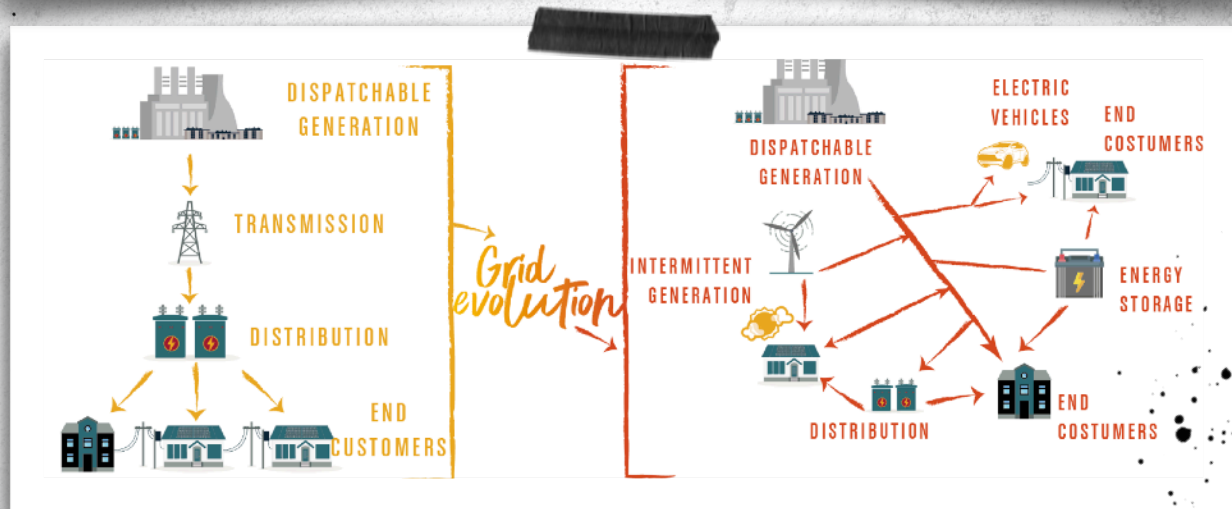 DISPATCHABLE
GENERATION
TRANSMISSION
DISTRIBUTION
END
CUSTOMERS
Grid
evolution
DISPATCHABLE
GENERATION
ELECTRIC
VEHICLES
END
COSTUMERS
INTERMITTENT
GENERATION
ENERGY
STORAGE
DISTRIBUTION
END
COSTUMERS